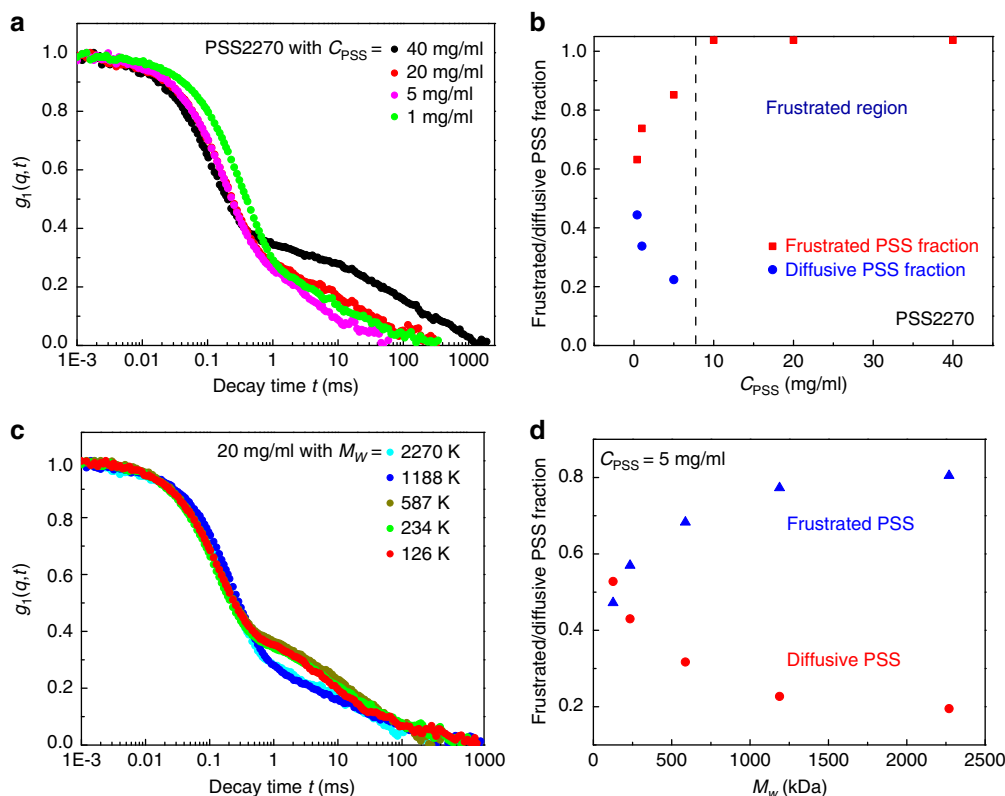 a
PSS2270 with C_PSS = 40 mg/ml
20 mg/ml
5 mg/ml
1 mg/ml
1.0
0.8
0.6
0.4
0.2
0.0
g₁(q,t)
1E-3 0.01 0.1 1 10 100 1000
Decay time t (ms)
b
1.0
0.8
0.6
0.4
0.2
0.0
Frustrated/diffusive PSS fraction
Frustrated region
Frustrated PSS fraction
Diffusive PSS fraction
PSS2270
0 10 20 30 40
C_PSS (mg/ml)
c
20 mg/ml with M_W = 2270 K
1188 K
587 K
234 K
126 K
1.0
0.8
0.6
0.4
0.2
0.0
g₁(q,t)
1E-3 0.01 0.1 1 10 100 1000
Decay time t (ms)
d
C_PSS = 5 mg/ml
0.8
0.6
0.4
0.2
Frustrated/diffusive PSS fraction
Frustrated PSS
Diffusive PSS
0 500 1000 1500 2000 2500
M_w (kDa)